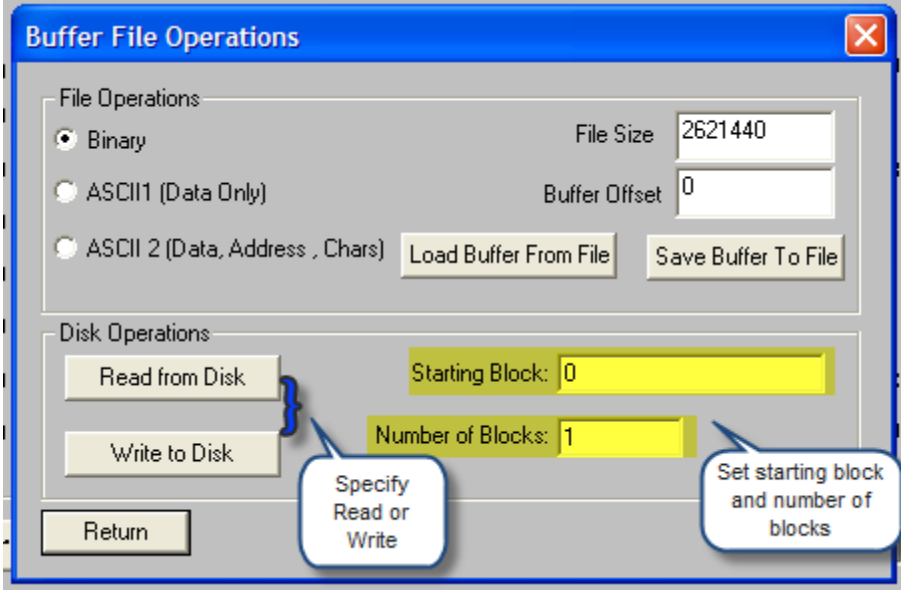 Buffer File Operations
File Operations
Binary
File Size 2621440
ASCII1 (Data Only)
Buffer Offset 0
ASCII 2 (Data, Address , Chars)
Load Buffer From File
Save Buffer To File
Disk Operations
Read from Disk
Starting Block: 0
Write to Disk
Number of Blocks: 1
Specify
Read or
Write
Set starting block
and number of
blocks
Return